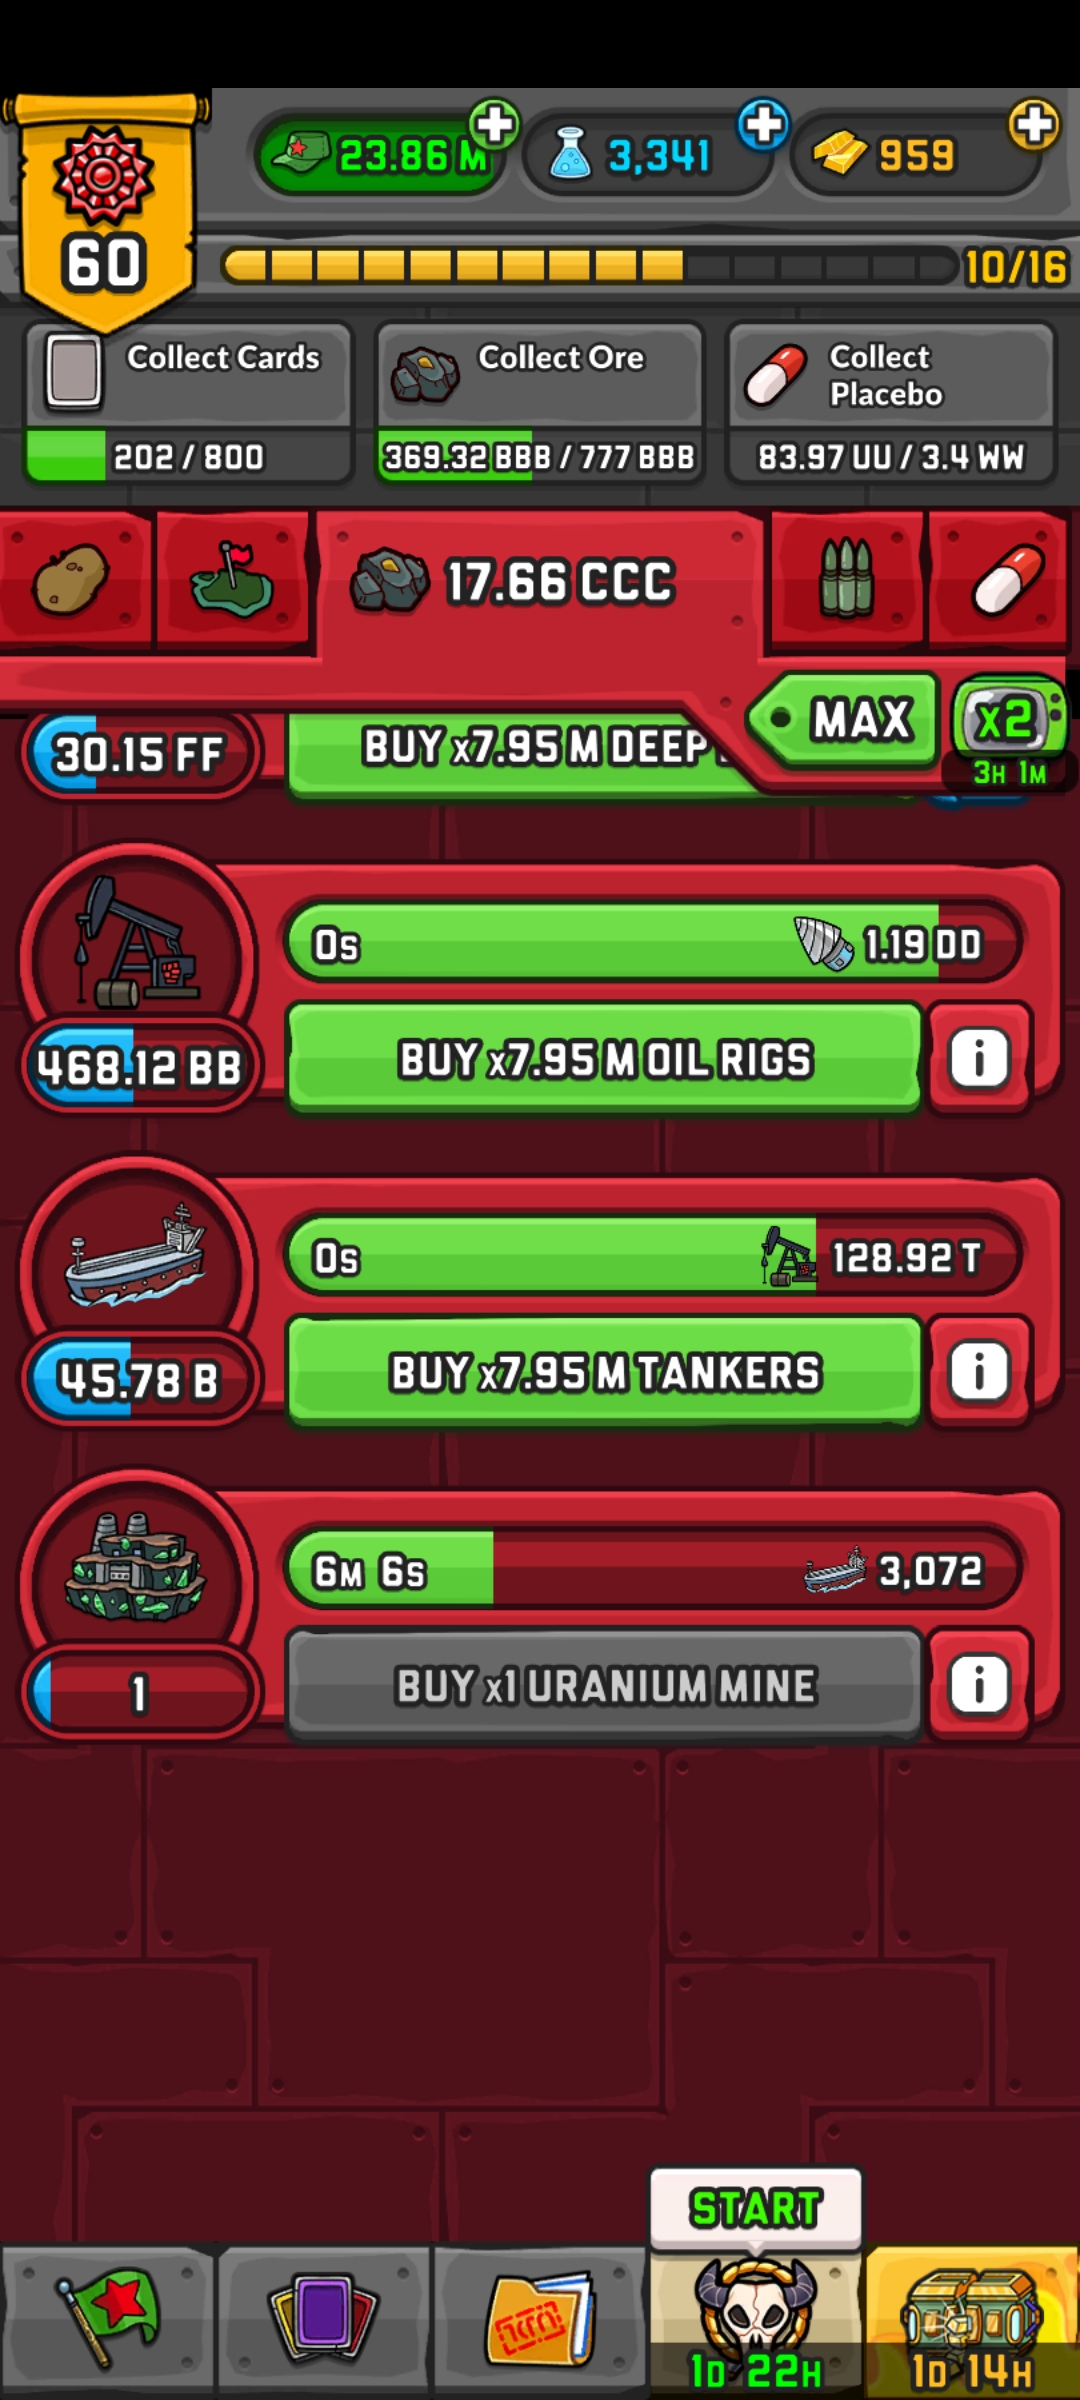 60
23.86 M
3,341
959
10/16
Collect Cards
202 / 800
Collect Ore
369.32 BBB / 777 BBB
Collect
Placebo
83.97 UU / 3.4 WW
17.66 CCC
MAX
x2
3H 1M
30.15 FF
BUY x7.95 M DEEP
0s
1.19 DD
468.12 BB
BUY x7.95 M OIL RIGS
i
0s
128.92 T
45.78 B
BUY x7.95 M TANKERS
i
6M 6s
3,072
1
BUY x1 URANIUM MINE
i
START
1D 22H
1D 14H